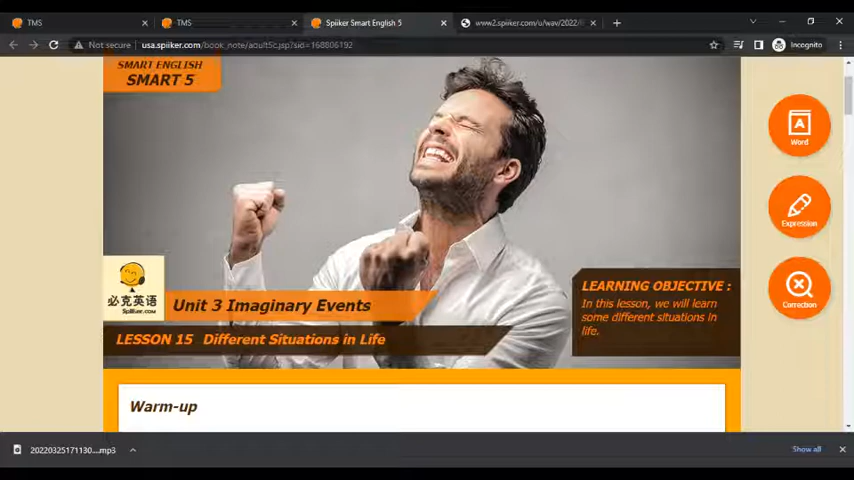 TMS
TMS
Spiiker Smart English 5
www2.spiiker.com/u/wav/2022/
Not secure
usa.spiiker.com/book_note/adult5c.jsp?sid=168806192
Incognito
SMART ENGLISH
SMART 5
Word
Expression
Correction
必克英语
Spiiker.com
Unit 3 Imaginary Events
LESSON 15 Different Situations in Life
LEARNING OBJECTIVE :
In this lesson, we will learn
some different situations in
life.
Warm-up
20220325171130....mp3
Show all